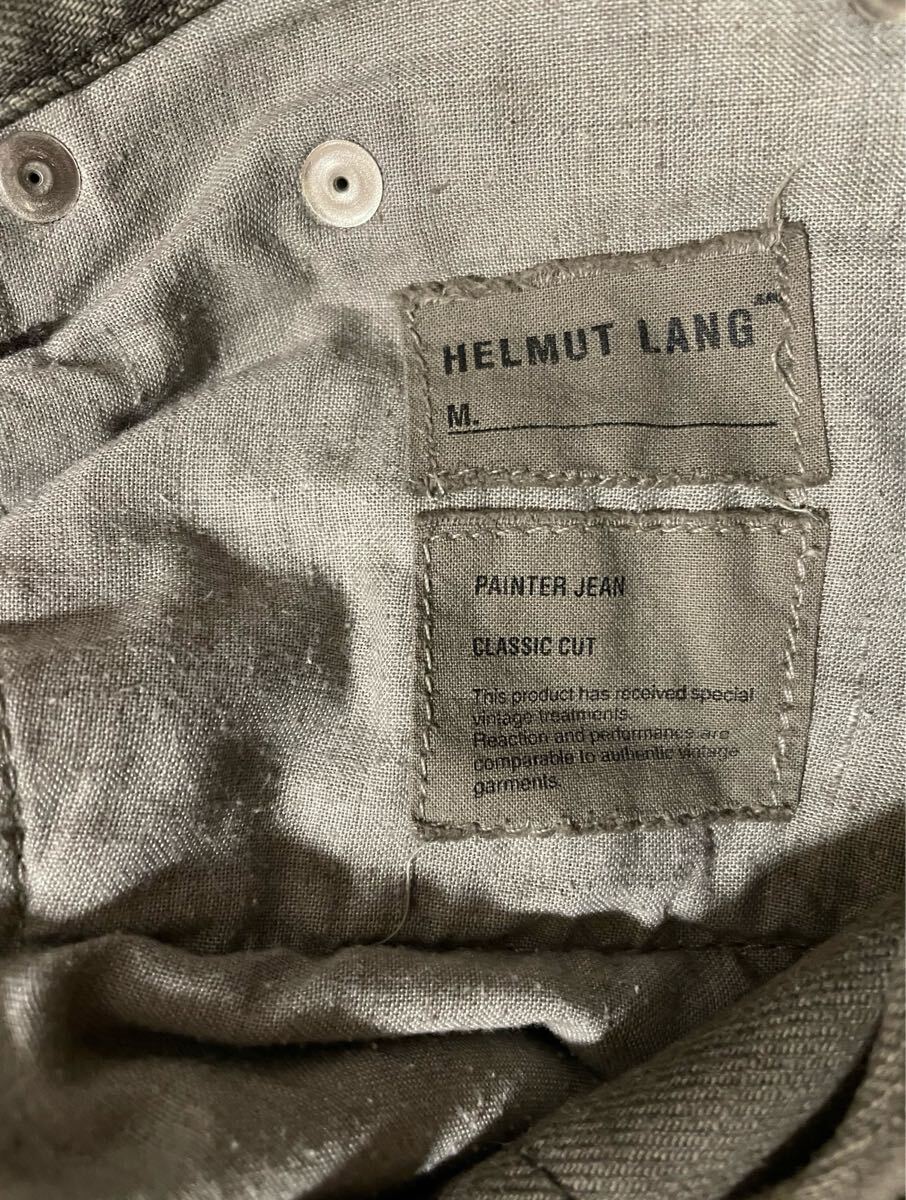 HELMUT LANG
M.
PAINTER JEAN
CLASSIC CUT
This product has received special
vintage treatments.
Reaction and performance are
comparable to authentic vintage
garments.